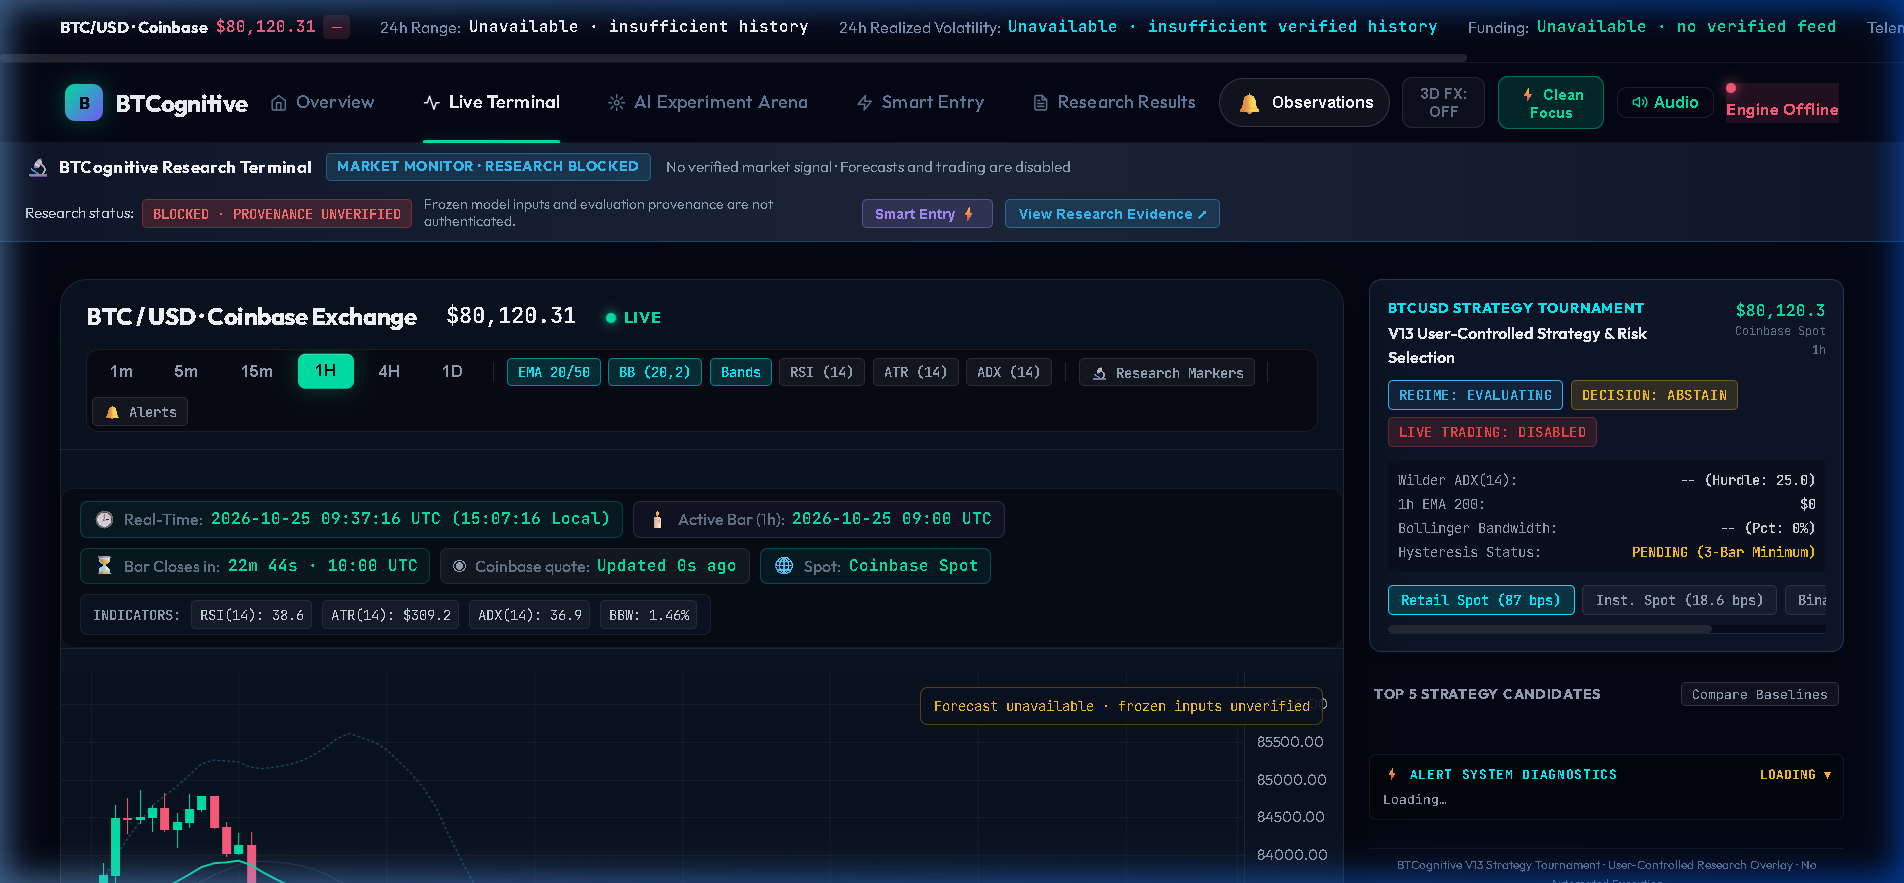 BTC/USD · Coinbase $80,120.31 —
24h Range: Unavailable · insufficient history
24h Realized Volatility: Unavailable · insufficient verified history
Funding: Unavailable · no verified feed
B BTCognitive
Overview
Live Terminal
AI Experiment Arena
Smart Entry
Research Results
Observations
3D FX:
OFF
Clean
Focus
Audio
Engine Offline
BTCognitive Research Terminal
MARKET MONITOR · RESEARCH BLOCKED
No verified market signal · Forecasts and trading are disabled
Research status:
BLOCKED · PROVENANCE UNVERIFIED
Frozen model inputs and evaluation provenance are not
authenticated.
Smart Entry
View Research Evidence ↗
BTC / USD · Coinbase Exchange $80,120.31 LIVE
1m 5m 15m 1H 4H 1D
EMA 20/50 BB (20,2) Bands RSI (14) ATR (14) ADX (14) Research Markers
Alerts
Real-Time: 2026-10-25 09:37:16 UTC (15:07:16 Local)
Active Bar (1h): 2026-10-25 09:00 UTC
Bar Closes in: 22m 44s · 10:00 UTC
Coinbase quote: Updated 0s ago
Spot: Coinbase Spot
INDICATORS: RSI(14): 38.6 ATR(14): $309.2 ADX(14): 36.9 BBW: 1.46%
Forecast unavailable · frozen inputs unverified
85500.00
85000.00
84500.00
84000.00
BTCUSD STRATEGY TOURNAMENT
V13 User-Controlled Strategy & Risk
Selection
$80,120.3
Coinbase Spot
1h
REGIME: EVALUATING
DECISION: ABSTAIN
LIVE TRADING: DISABLED
Wilder ADX(14): -- (Hurdle: 25.0)
1h EMA 200: $0
Bollinger Bandwidth: -- (Pct: 0%)
Hysteresis Status: PENDING (3-Bar Minimum)
Retail Spot (87 bps)
Inst. Spot (18.6 bps)
TOP 5 STRATEGY CANDIDATES
Compare Baselines
ALERT SYSTEM DIAGNOSTICS
LOADING ▼
Loading…
BTCognitive V13 Strategy Tournament · User-Controlled Research Overlay · No